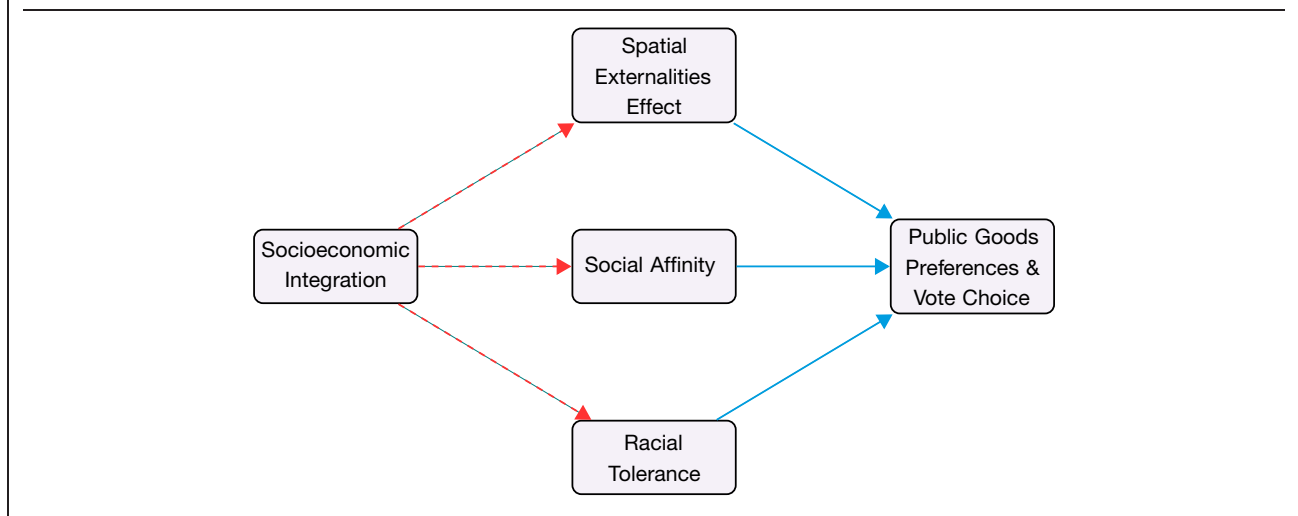 Spatial
Externalities
Effect
Socioeconomic
Integration
Social Affinity
Public Goods
Preferences &
Vote Choice
Racial
Tolerance